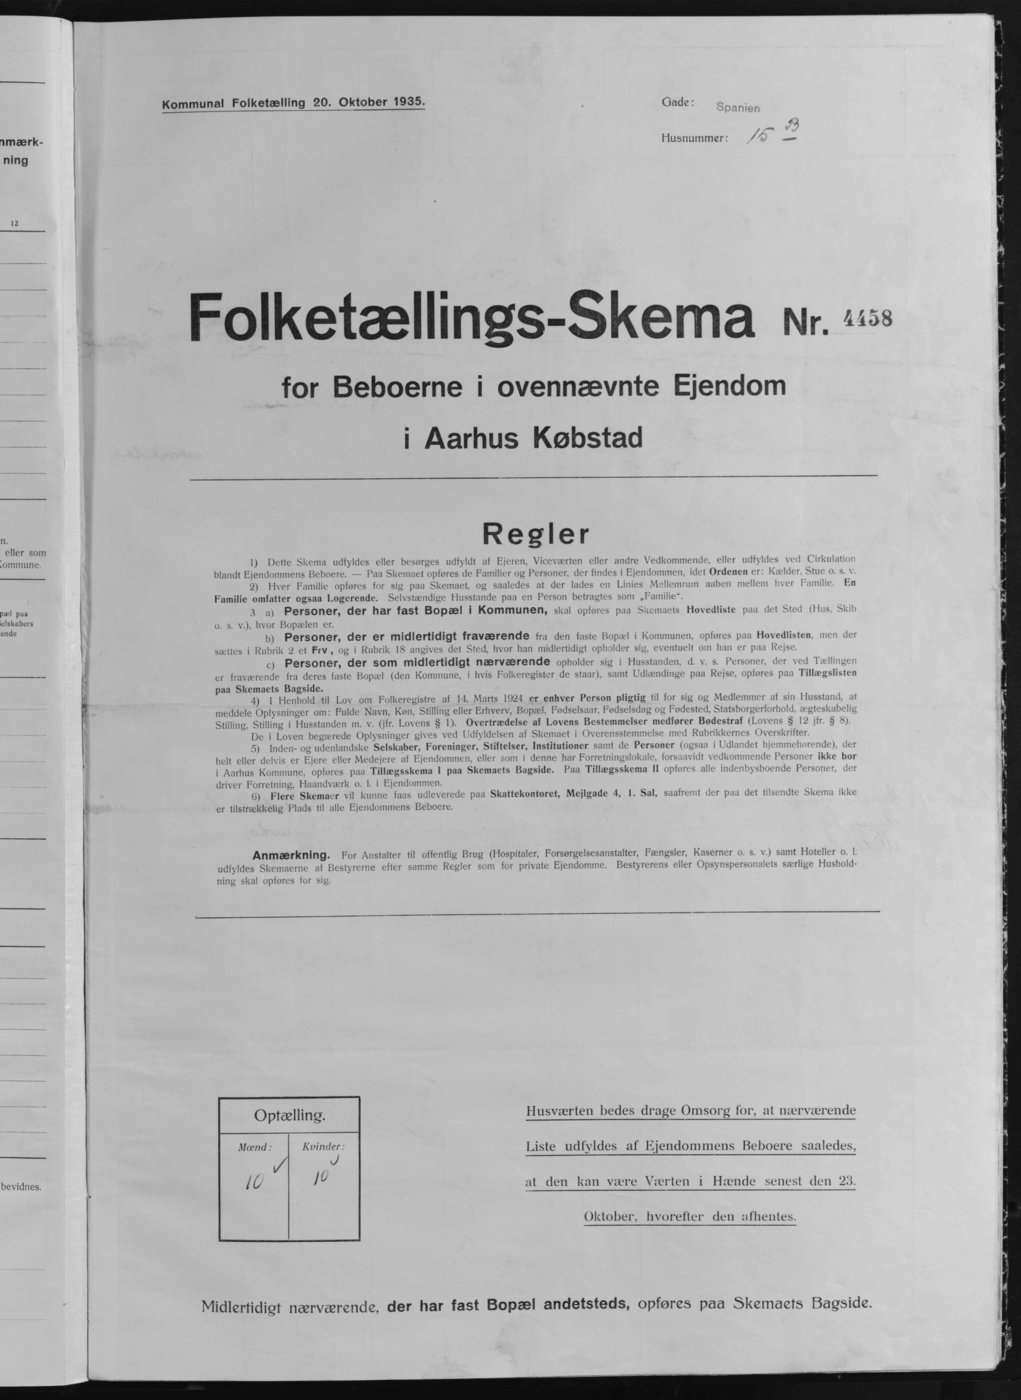 nmærk-
ning
12
n.
eller som
Kommune.
pæl paa
selskabers
ende
bevidnes.
Kommunal Folketælling 20. Oktober 1935.
Gade: Spanien
Husnummer: 15 B
Folketællings-Skema Nr. 4458
for Beboerne i ovennævnte Ejendom
i Aarhus Købstad
Regler
1) Dette Skema udfyldes eller besørges udfyldt af Ejeren, Viceværten eller andre Vedkommende, eller udfyldes ved Cirkulation
blandt Ejendommens Beboere. — Paa Skemaet opføres de Familier og Personer, der findes i Ejendommen, idet Ordenen er: Kælder, Stue o. s. v.
2) Hver Familie opføres for sig paa Skemaet, og saaledes at der lades en Linies Mellemrum aaben mellem hver Familie. En
Familie omfatter ogsaa Logerende. Selvstændige Husstande paa en Person betragtes som „Familie“.
3 a) Personer, der har fast Bopæl i Kommunen, skal opføres paa Skemaets Hovedliste paa det Sted (Hus, Skib
o. s. v.), hvor Bopælen er.
b) Personer, der er midlertidigt fraværende fra den faste Bopæl i Kommunen, opføres paa Hovedlisten, men der
sættes i Rubrik 2 et Frv, og i Rubrik 18 angives det Sted, hvor han midlertidigt opholder sig, eventuelt om han er paa Rejse.
c) Personer, der som midlertidigt nærværende opholder sig i Husstanden, d. v. s. Personer, der ved Tællingen
er fraværende fra deres faste Bopæl (den Kommune, i hvis Folkeregister de staar), samt Udlændinge paa Rejse, opføres paa Tillægslisten
paa Skemaets Bagside.
4) I Henhold til Lov om Folkeregistre af 14. Marts 1924 er enhver Person pligtig til for sig og Medlemmer af sin Husstand, at
meddele Oplysninger om: Fulde Navn, Køn, Stilling eller Erhverv, Bopæl, Fødselsaar, Fødselsdag og Fødested, Statsborgerforhold, ægteskabelig
Stilling, Stilling i Husstanden m. v. (jfr. Lovens § 1). Overtrædelse af Lovens Bestemmelser medfører Bødestraf (Lovens § 12 jfr. § 8).
De i Loven begærede Oplysninger gives ved Udfyldelsen af Skemaet i Overensstemmelse med Rubrikkernes Overskrifter.
5) Inden- og udenlandske Selskaber, Foreninger, Stiftelser, Institutioner samt de Personer (ogsaa i Udlandet hjemmehørende), der
helt eller delvis er Ejere eller Medejere af Ejendommen, eller som i denne har Forretningslokale, forsaavidt vedkommende Personer ikke bor
i Aarhus Kommune, opføres paa Tillægsskema I paa Skemaets Bagside. Paa Tillægsskema II opføres alle indenbysboende Personer, der
driver Forretning, Haandværk o. l. i Ejendommen.
6) Flere Skemaer vil kunne faas udleverede paa Skattekontoret, Mejlgade 4, 1. Sal, saafremt der paa det tilsendte Skema ikke
er tilstrækkelig Plads til alle Ejendommens Beboere.
Anmærkning. For Anstalter til offentlig Brug (Hospitaler, Forsørgelsesanstalter, Fængsler, Kaserner o. s. v.) samt Hoteller o. l.
udfyldes Skemaerne af Bestyrerne efter samme Regler som for private Ejendomme. Bestyrerens eller Opsynspersonalets særlige Hushold-
ning skal opføres for sig.
Optælling.
Mænd: Kvinder:
10 10
Husværten bedes drage Omsorg for, at nærværende
Liste udfyldes af Ejendommens Beboere saaledes,
at den kan være Værten i Hænde senest den 23.
Oktober, hvorefter den afhentes.
Midlertidigt nærværende, der har fast Bopæl andetsteds, opføres paa Skemaets Bagside.